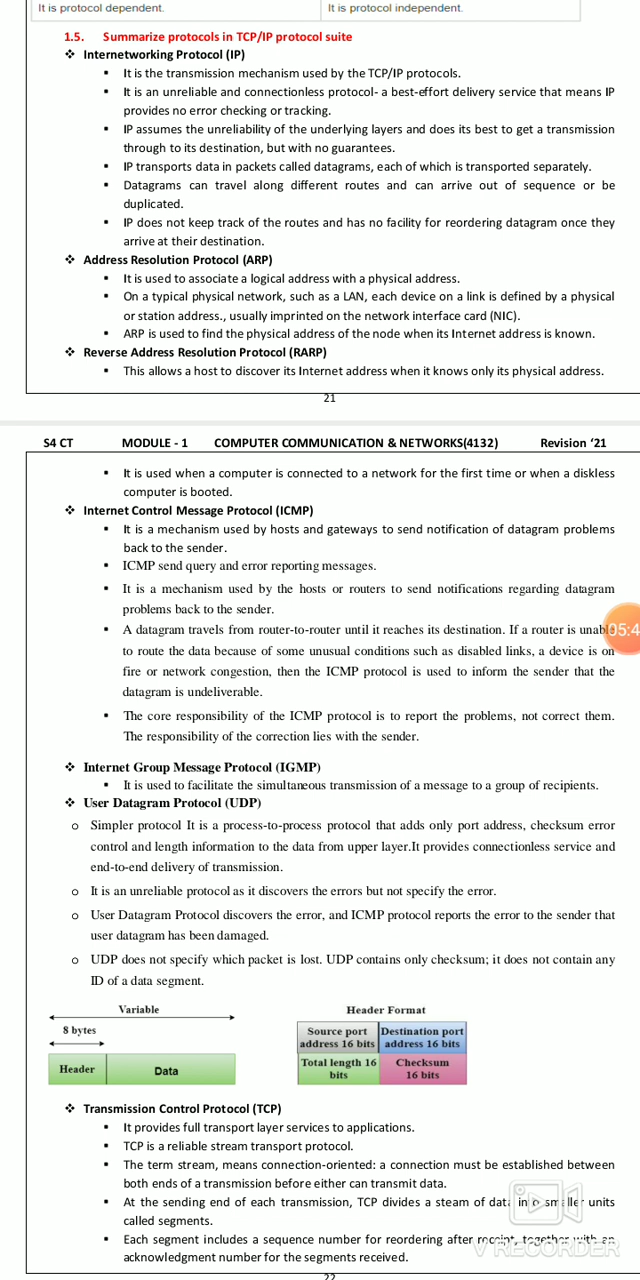 It is protocol dependent. It is protocol independent.
1.5. Summarize protocols in TCP/IP protocol suite
❖ Internetworking Protocol (IP)
▪ It is the transmission mechanism used by the TCP/IP protocols.
▪ It is an unreliable and connectionless protocol- a best-effort delivery service that means IP
provides no error checking or tracking.
▪ IP assumes the unreliability of the underlying layers and does its best to get a transmission
through to its destination, but with no guarantees.
▪ IP transports data in packets called datagrams, each of which is transported separately.
▪ Datagrams can travel along different routes and can arrive out of sequence or be
duplicated.
▪ IP does not keep track of the routes and has no facility for reordering datagram once they
arrive at their destination.
❖ Address Resolution Protocol (ARP)
▪ It is used to associate a logical address with a physical address.
▪ On a typical physical network, such as a LAN, each device on a link is defined by a physical
or station address., usually imprinted on the network interface card (NIC).
▪ ARP is used to find the physical address of the node when its Internet address is known.
❖ Reverse Address Resolution Protocol (RARP)
▪ This allows a host to discover its Internet address when it knows only its physical address.
21
S4 CT MODULE - 1 COMPUTER COMMUNICATION & NETWORKS(4132) Revision ‘21
▪ It is used when a computer is connected to a network for the first time or when a diskless
computer is booted.
❖ Internet Control Message Protocol (ICMP)
▪ It is a mechanism used by hosts and gateways to send notification of datagram problems
back to the sender.
▪ ICMP send query and error reporting messages.
▪ It is a mechanism used by the hosts or routers to send notifications regarding datagram
problems back to the sender.
▪ A datagram travels from router-to-router until it reaches its destination. If a router is
05:4
to route the data because of some unusual conditions such as disabled links, a device is on
fire or network congestion, then the ICMP protocol is used to inform the sender that the
datagram is undeliverable.
▪ The core responsibility of the ICMP protocol is to report the problems, not correct them.
The responsibility of the correction lies with the sender.
❖ Internet Group Message Protocol (IGMP)
▪ It is used to facilitate the simultaneous transmission of a message to a group of recipients.
❖ User Datagram Protocol (UDP)
o Simpler protocol It is a process-to-process protocol that adds only port address, checksum error
control and length information to the data from upper layer.It provides connectionless service and
end-to-end delivery of transmission.
o It is an unreliable protocol as it discovers the errors but not specify the error.
o User Datagram Protocol discovers the error, and ICMP protocol reports the error to the sender that
user datagram has been damaged.
o UDP does not specify which packet is lost. UDP contains only checksum; it does not contain any
ID of a data segment.
Variable
8 bytes
Header Data
Header Format
Source port address 16 bits
Destination port address 16 bits
Total length 16 bits
Checksum 16 bits
❖ Transmission Control Protocol (TCP)
▪ It provides full transport layer services to applications.
▪ TCP is a reliable stream transport protocol.
▪ The term stream, means connection-oriented: a connection must be established between
both ends of a transmission before either can transmit data.
▪ At the sending end of each transmission, TCP divides a steam of data into smaller units
called segments.
▪ Each segment includes a sequence number for reordering after receipt, together with an
acknowledgment number for the segments received.
V RECORDER
22